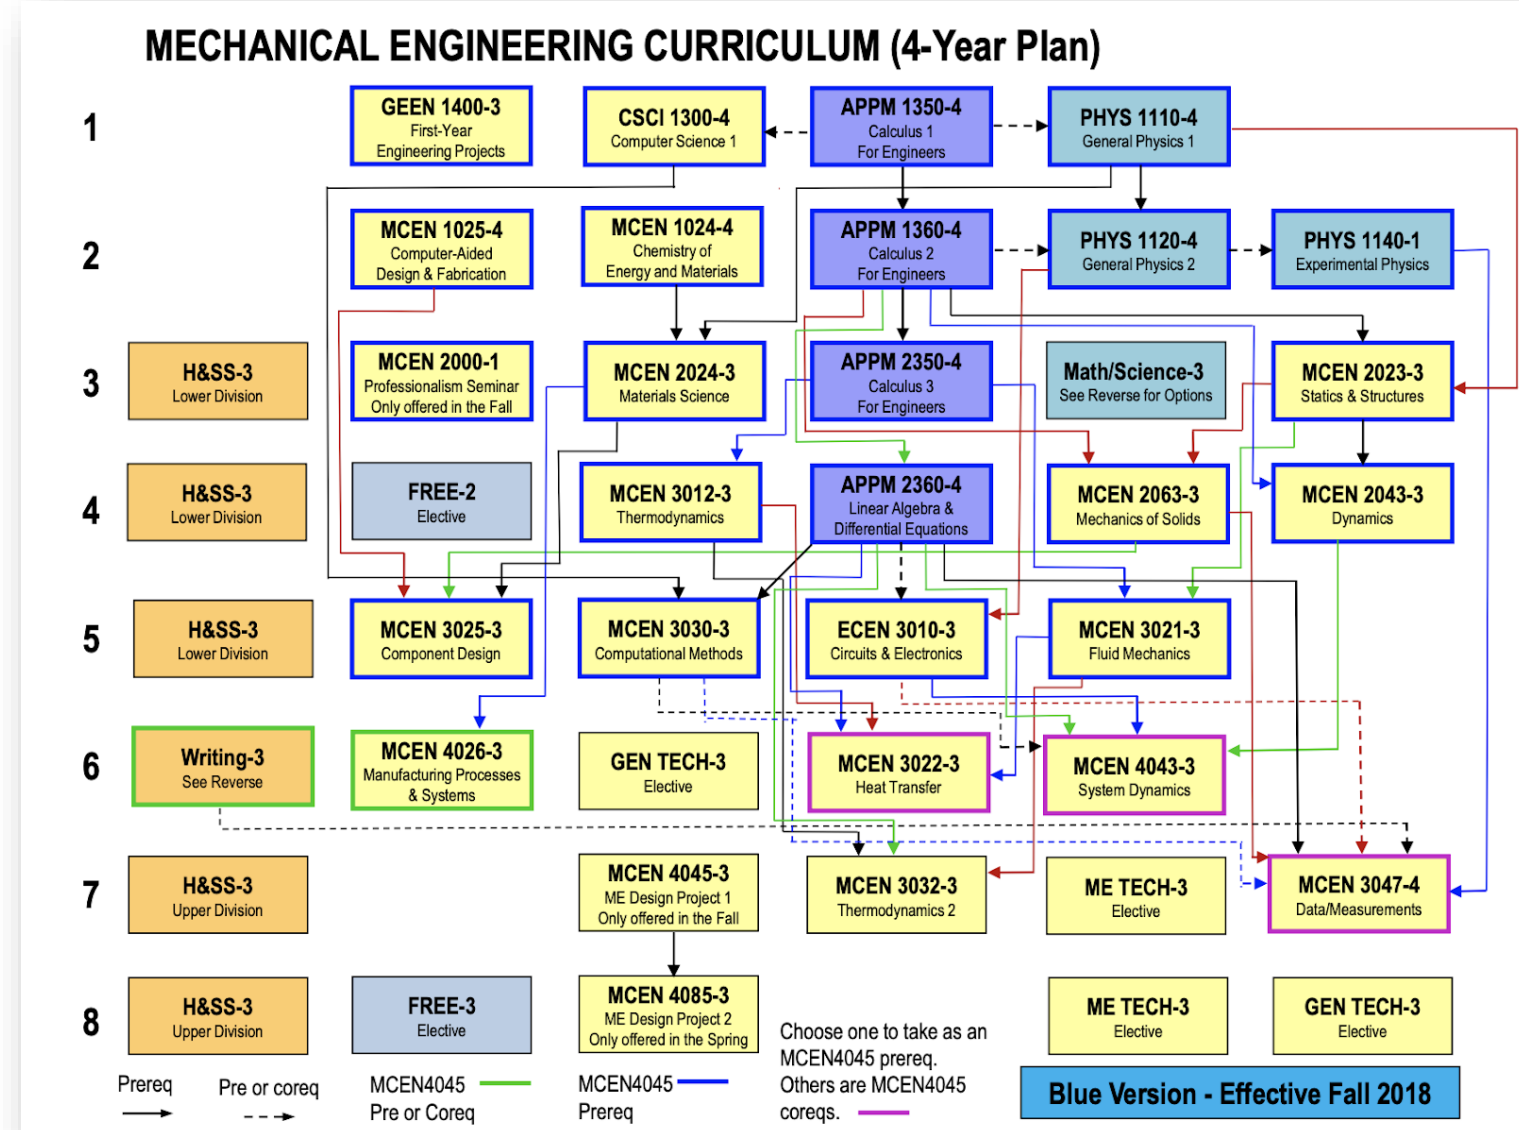 MECHANICAL ENGINEERING CURRICULUM (4-Year Plan)
1
GEEN 1400-3
First-Year
Engineering Projects
CSCI 1300-4
Computer Science 1
APPM 1350-4
Calculus 1
For Engineers
PHYS 1110-4
General Physics 1
2
MCEN 1025-4
Computer-Aided
Design & Fabrication
MCEN 1024-4
Chemistry of
Energy and Materials
APPM 1360-4
Calculus 2
For Engineers
PHYS 1120-4
General Physics 2
PHYS 1140-1
Experimental Physics
3
H&SS-3
Lower Division
MCEN 2000-1
Professionalism Seminar
Only offered in the Fall
MCEN 2024-3
Materials Science
APPM 2350-4
Calculus 3
For Engineers
Math/Science-3
See Reverse for Options
MCEN 2023-3
Statics & Structures
4
H&SS-3
Lower Division
FREE-2
Elective
MCEN 3012-3
Thermodynamics
APPM 2360-4
Linear Algebra &
Differential Equations
MCEN 2063-3
Mechanics of Solids
MCEN 2043-3
Dynamics
5
H&SS-3
Lower Division
MCEN 3025-3
Component Design
MCEN 3030-3
Computational Methods
ECEN 3010-3
Circuits & Electronics
MCEN 3021-3
Fluid Mechanics
6
Writing-3
See Reverse
MCEN 4026-3
Manufacturing Processes
& Systems
GEN TECH-3
Elective
MCEN 3022-3
Heat Transfer
MCEN 4043-3
System Dynamics
7
H&SS-3
Upper Division
MCEN 4045-3
ME Design Project 1
Only offered in the Fall
MCEN 3032-3
Thermodynamics 2
ME TECH-3
Elective
MCEN 3047-4
Data/Measurements
8
H&SS-3
Upper Division
FREE-3
Elective
MCEN 4085-3
ME Design Project 2
Only offered in the Spring
ME TECH-3
Elective
GEN TECH-3
Elective
Prereq
Pre or coreq
MCEN4045
Pre or Coreq
MCEN4045
Prereq
Choose one to take as an
MCEN4045 prereq.
Others are MCEN4045
coreqs.
Blue Version - Effective Fall 2018